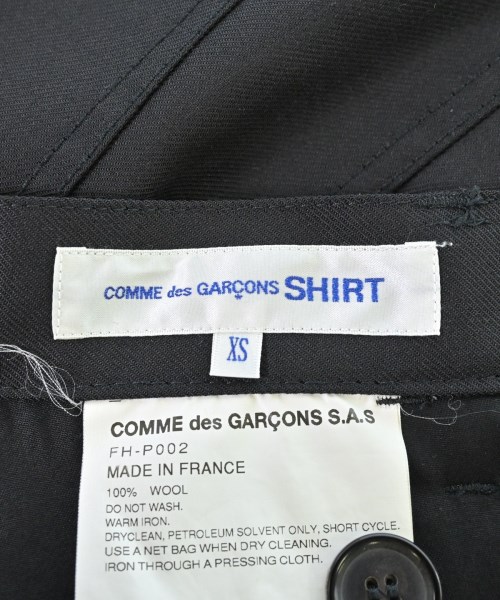 COMME des GARÇONS SHIRT
XS
COMME des GARÇONS S.A.S
FH-P002
MADE IN FRANCE
100% WOOL
DO NOT WASH.
WARM IRON.
DRYCLEAN, PETROLEUM SOLVENT ONLY, SHORT CYCLE.
USE A NET BAG WHEN DRY CLEANING.
IRON THROUGH A PRESSING CLOTH.